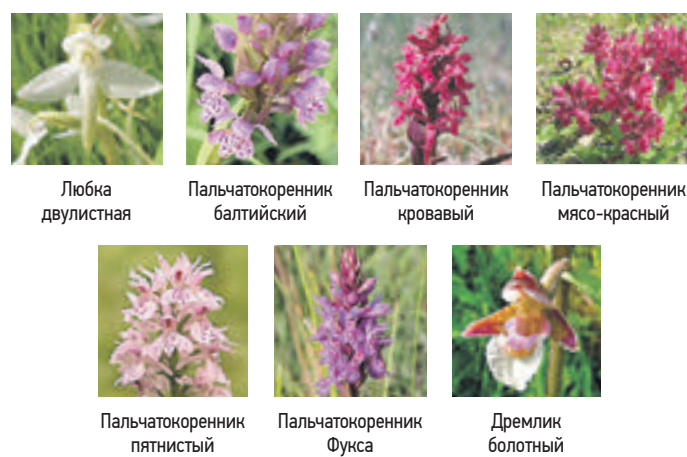 Любка
двулистная
Пальчатокоренник
балтийский
Пальчатокоренник
кровавый
Пальчатокоренник
мясо-красный
Пальчатокоренник
пятнистый
Пальчатокоренник
Фукса
Дремлик
болотный